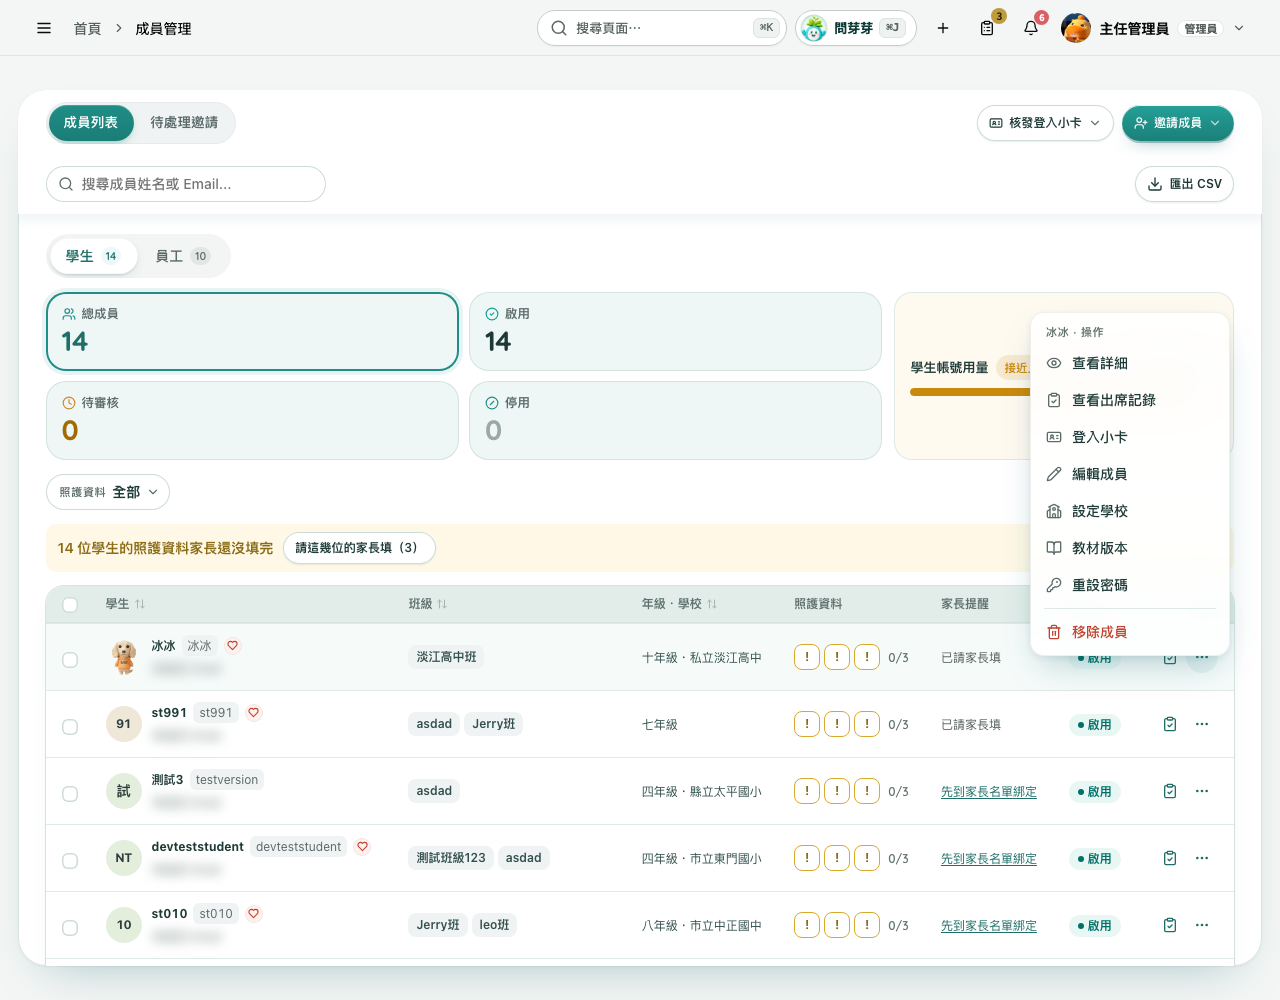 首頁 > 成員管理
搜尋頁面… ⌘K
問芽芽 ⌘J
3
6
主任管理員 管理員
成員列表 待處理邀請
核發登入小卡
邀請成員
搜尋成員姓名或 Email...
匯出 CSV
學生 14 員工 10
總成員
14
啟用
14
待審核
0
停用
0
學生帳號用量 接近
照護資料 全部
14 位學生的照護資料家長還沒填完 請這幾位的家長填（3）
冰冰 · 操作
查看詳細
查看出席記錄
登入小卡
編輯成員
設定學校
教材版本
重設密碼
移除成員
學生 班級 年級 · 學校 照護資料 家長提醒
冰冰 冰冰 淡江高中班 十年級 · 私立淡江高中 ! ! ! 0/3 已請家長填 啟用
91 st991 st991 asdad Jerry班 七年級 ! ! ! 0/3 已請家長填 啟用
試 測試3 testversion asdad 四年級 · 縣立太平國小 ! ! ! 0/3 先到家長名單綁定 啟用
NT devteststudent devteststudent 測試班級123 asdad 四年級 · 市立東門國小 ! ! ! 0/3 先到家長名單綁定 啟用
10 st010 st010 Jerry班 leo班 八年級 · 市立中正國中 ! ! ! 0/3 先到家長名單綁定 啟用